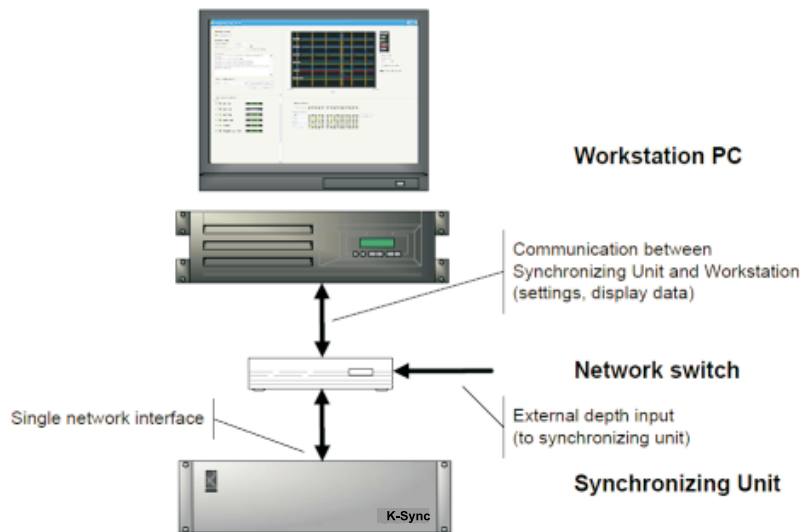 Workstation PC
Communication between
Synchronizing Unit and Workstation
(settings, display data)
Network switch
Single network interface
External depth input
(to synchronizing unit)
Synchronizing Unit
K-Sync